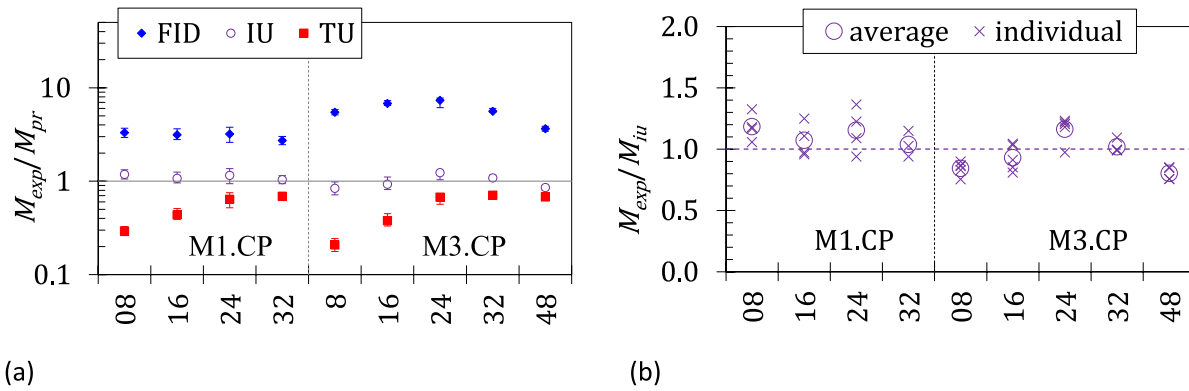 FID IU TU
10
1
0.1
M_exp/M_pr
M1.CP M3.CP
08 16 24 32 8 16 24 32 48
(a)
average individual
2.0
1.5
1.0
0.5
0.0
M_exp/M_iu
M1.CP M3.CP
08 16 24 32 08 16 24 32 48
(b)